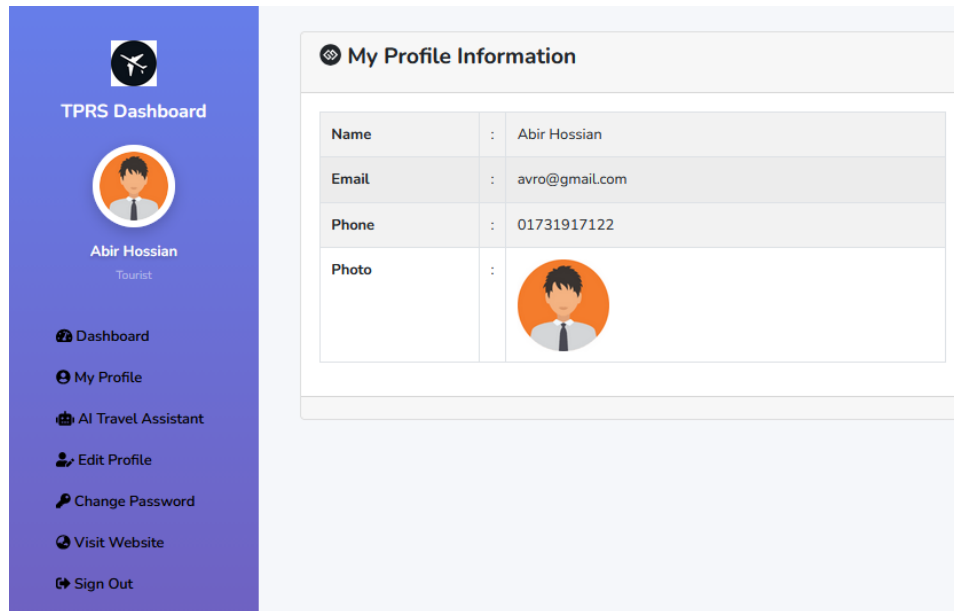 TPRS Dashboard
Abir Hossian
Tourist
Dashboard
My Profile
AI Travel Assistant
Edit Profile
Change Password
Visit Website
Sign Out
My Profile Information
Name : Abir Hossian
Email : avro@gmail.com
Phone : 01731917122
Photo :